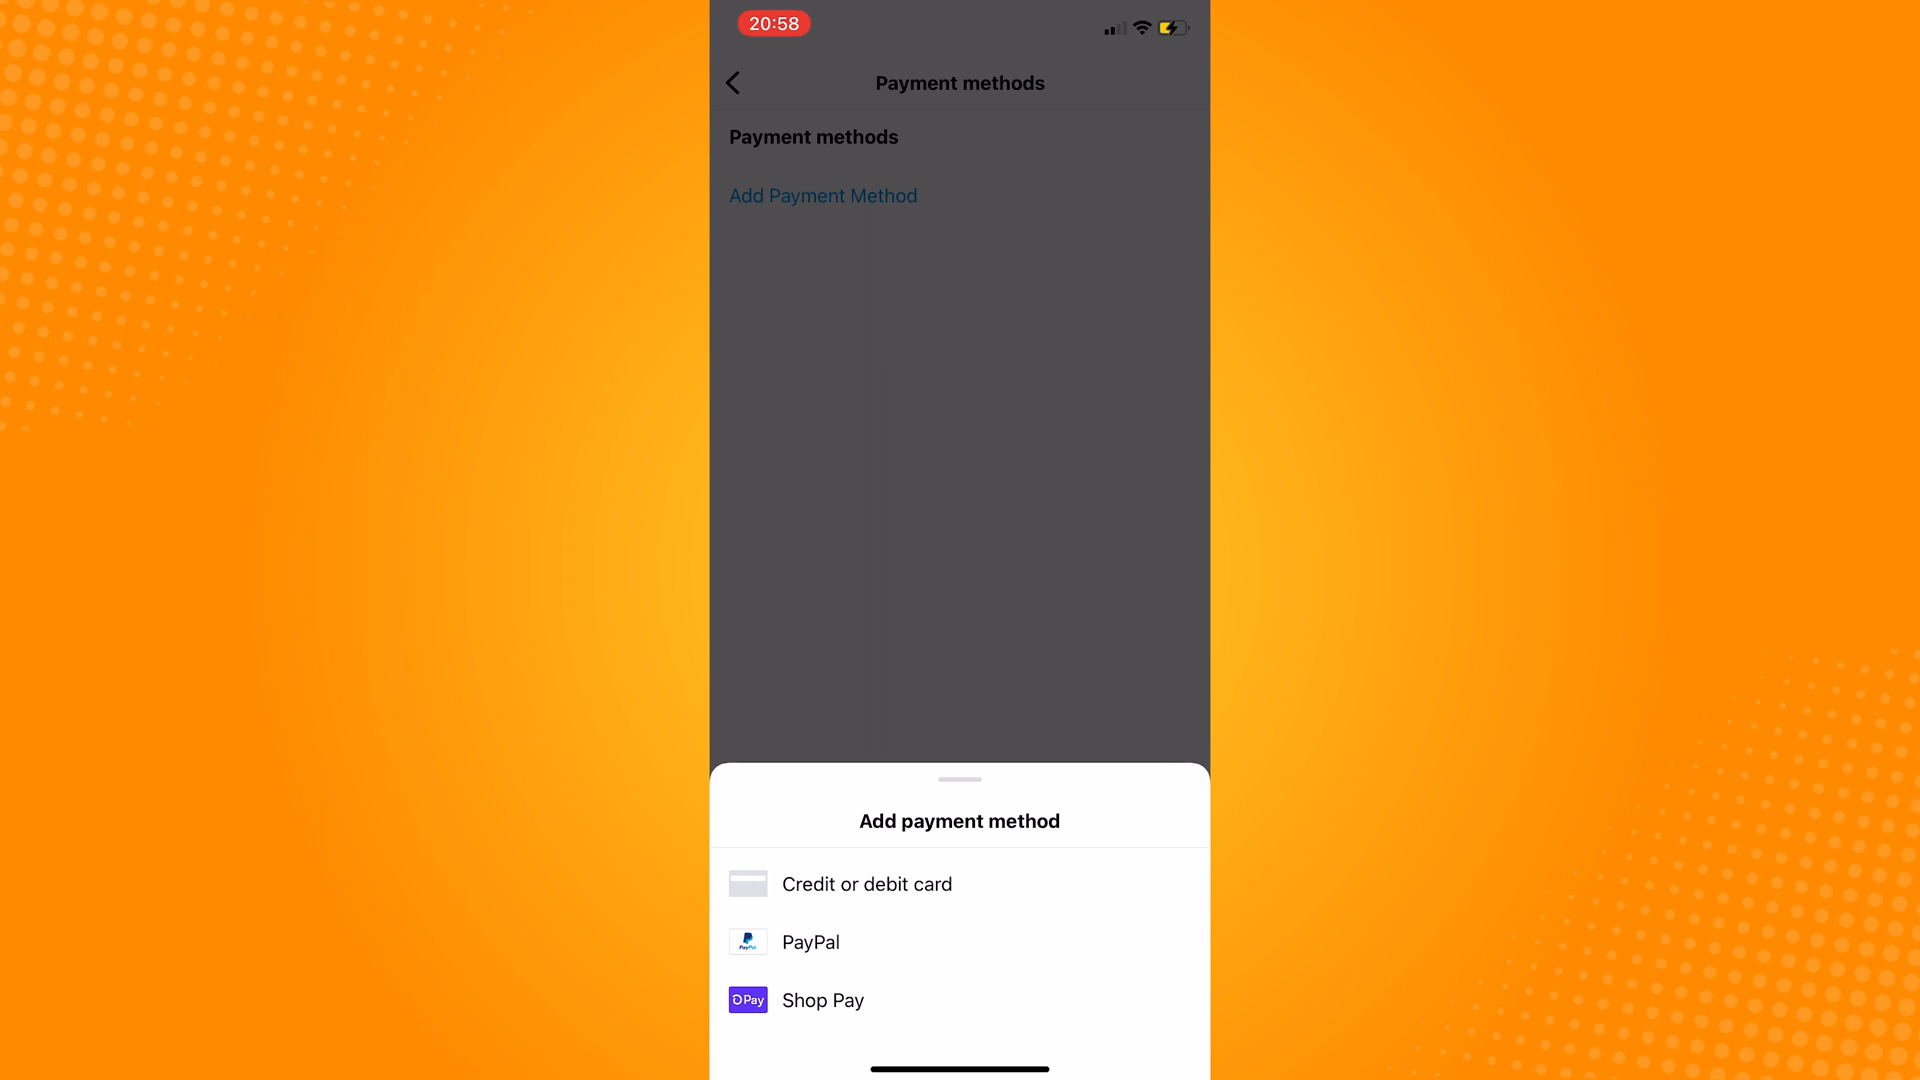 20:58
Payment methods
Payment methods
Add Payment Method
Add payment method
Credit or debit card
PayPal
PayPal
Pay
Shop Pay